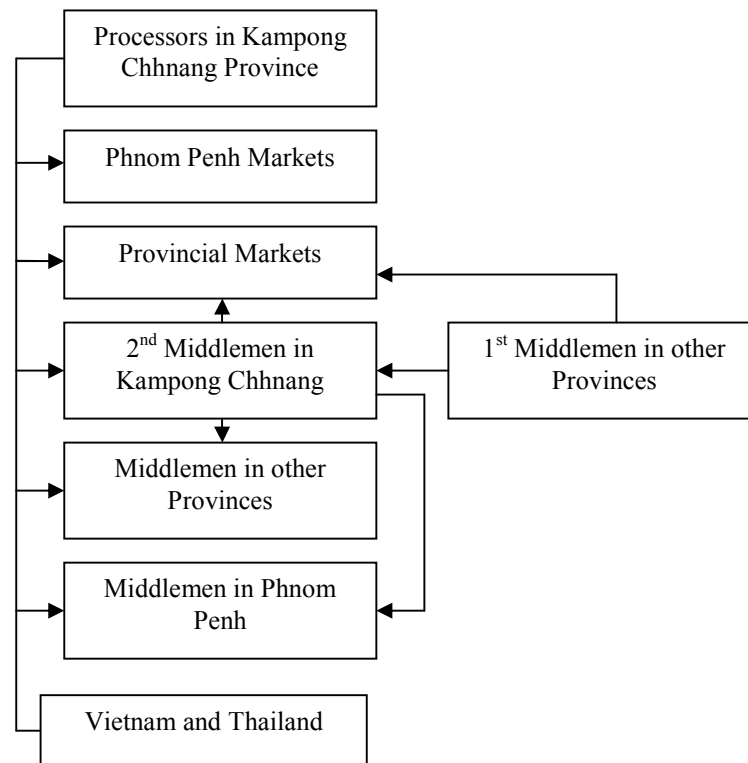 Processors in Kampong
Chhnang Province
Phnom Penh Markets
Provincial Markets
2nd Middlemen in
Kampong Chhnang
1st Middlemen in other
Provinces
Middlemen in other
Provinces
Middlemen in Phnom
Penh
Vietnam and Thailand